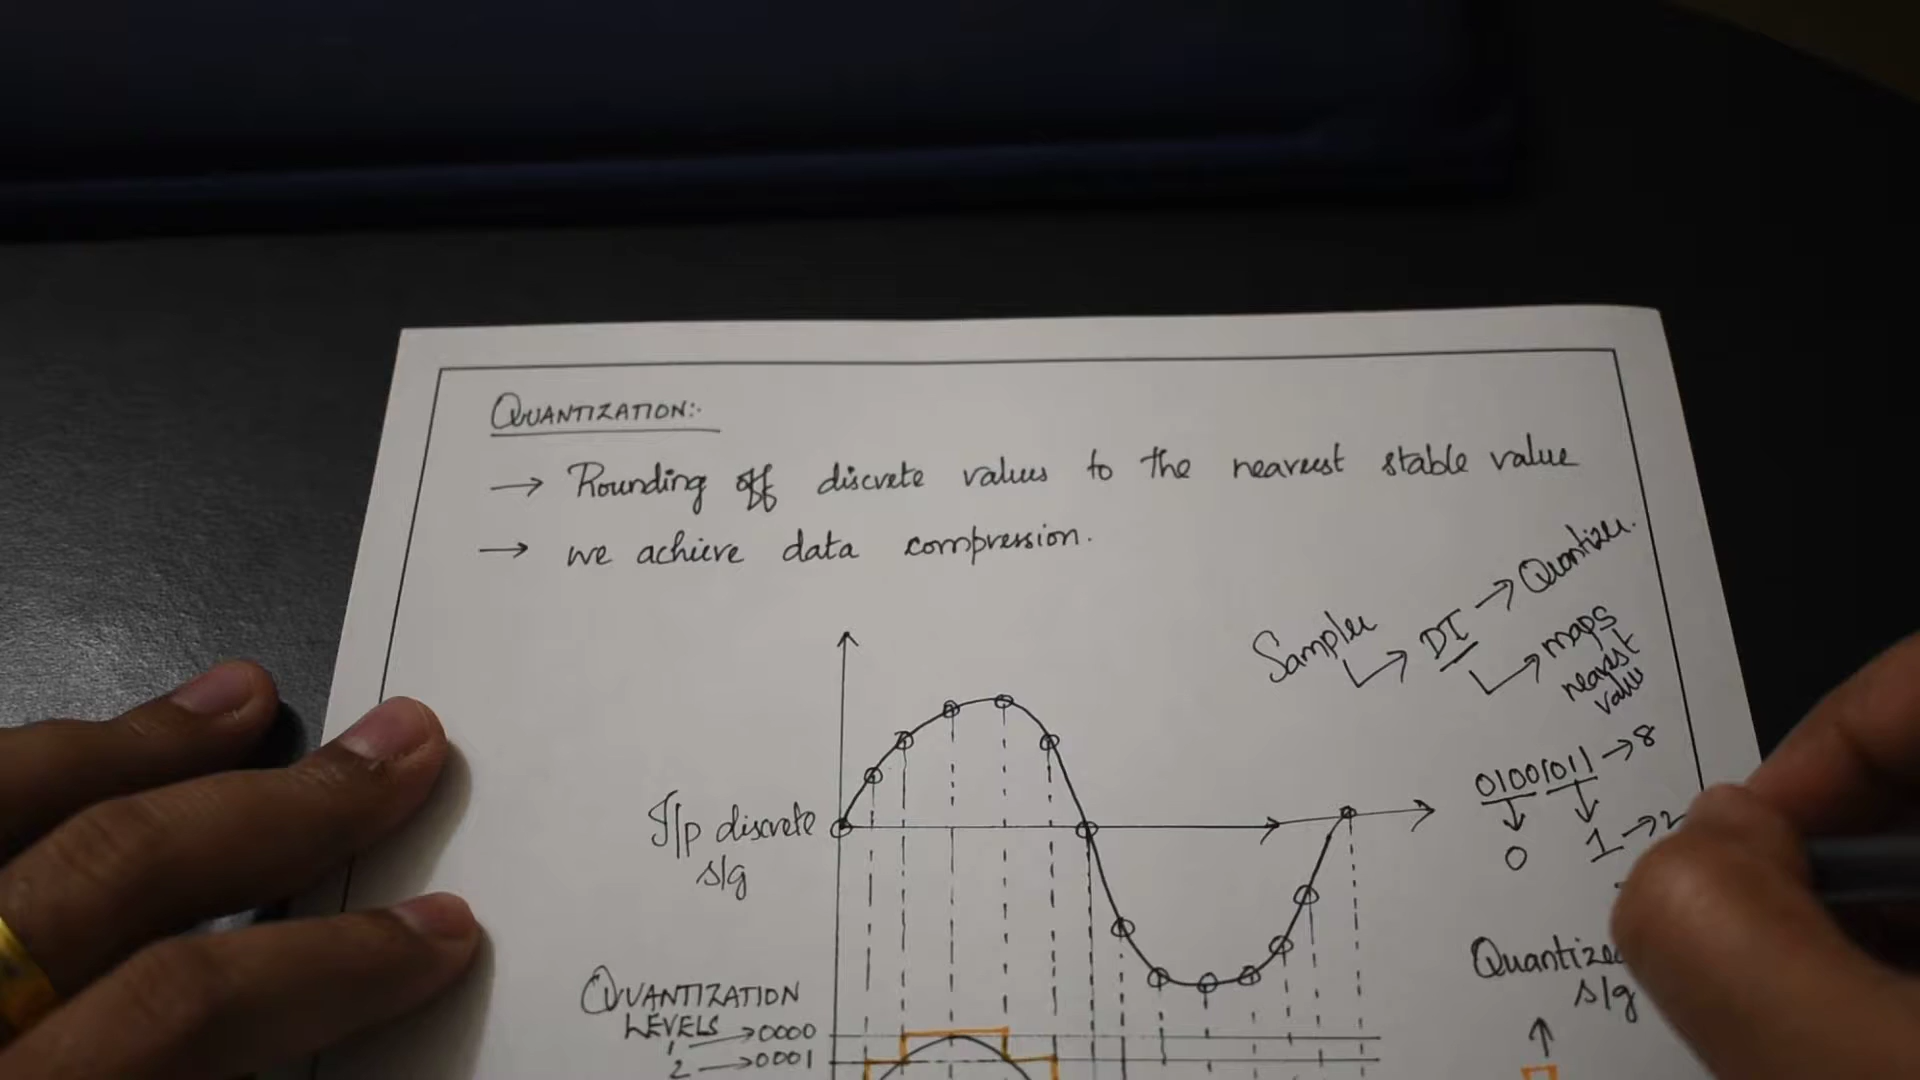 QUANTIZATION:-
→ Rounding off discrete values to the nearest stable value
→ we achieve data compression.
Sampler → DT → Quantizer.
→ maps
nearest
value
01001011 → 8
0 1 → 2
I/p discrete
s/g
Quantized
s/g
QUANTIZATION
LEVELS
1 → 0000
2 → 0001